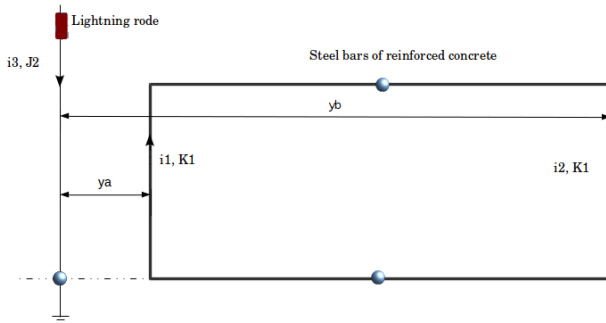 Lightning rode
i3, J2
Steel bars of reinforced concrete
yb
i1, K1
i2, K1
ya